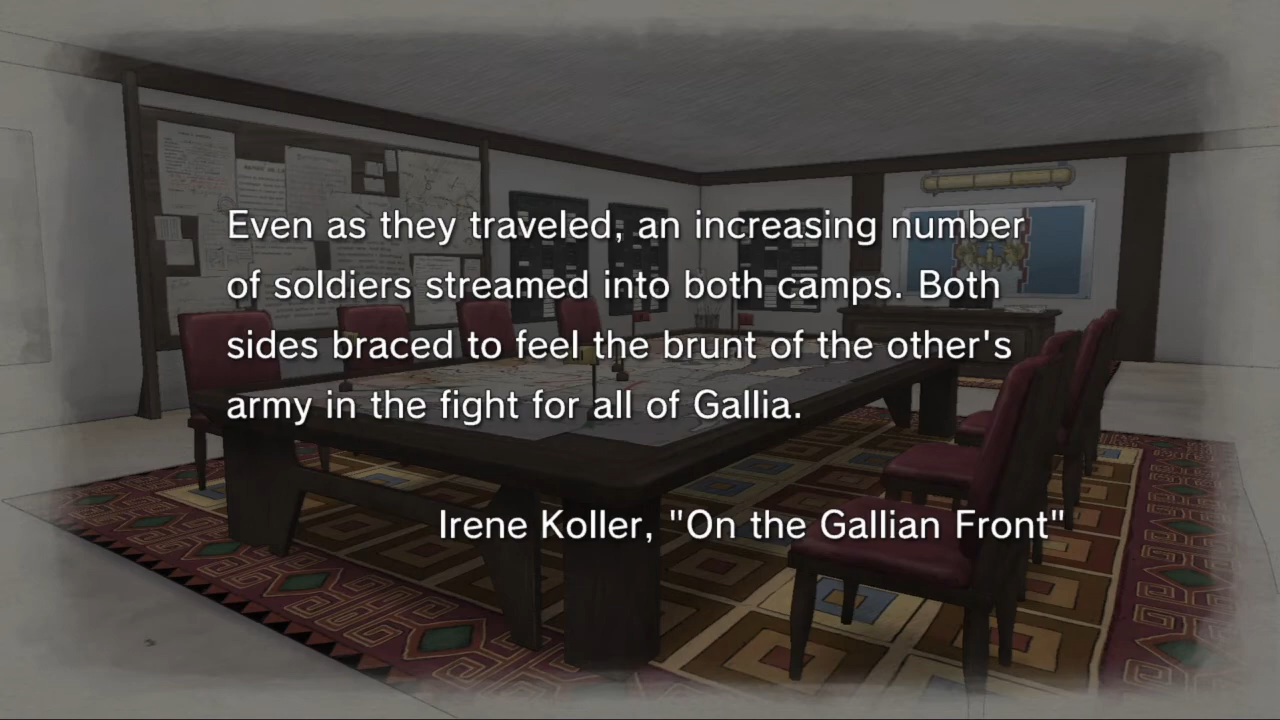 Even as they traveled, an increasing number
of soldiers streamed into both camps. Both
sides braced to feel the brunt of the other's
army in the fight for all of Gallia.
Irene Koller, "On the Gallian Front"